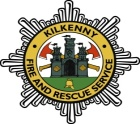 KILKENNY
FIRE AND RESCUE SERVICE